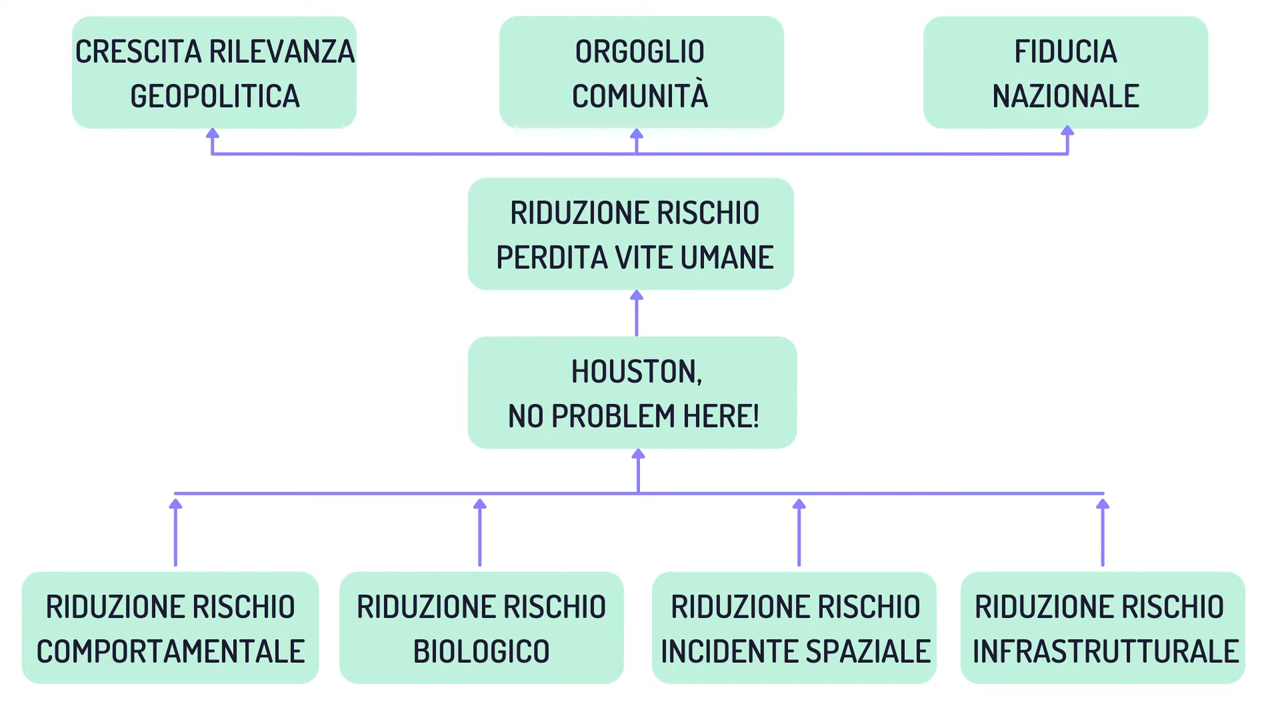 CRESCITA RILEVANZA
GEOPOLITICA
ORGOGLIO
COMUNITÀ
FIDUCIA
NAZIONALE
RIDUZIONE RISCHIO
PERDITA VITE UMANE
HOUSTON,
NO PROBLEM HERE!
RIDUZIONE RISCHIO
COMPORTAMENTALE
RIDUZIONE RISCHIO
BIOLOGICO
RIDUZIONE RISCHIO
INCIDENTE SPAZIALE
RIDUZIONE RISCHIO
INFRASTRUTTURALE